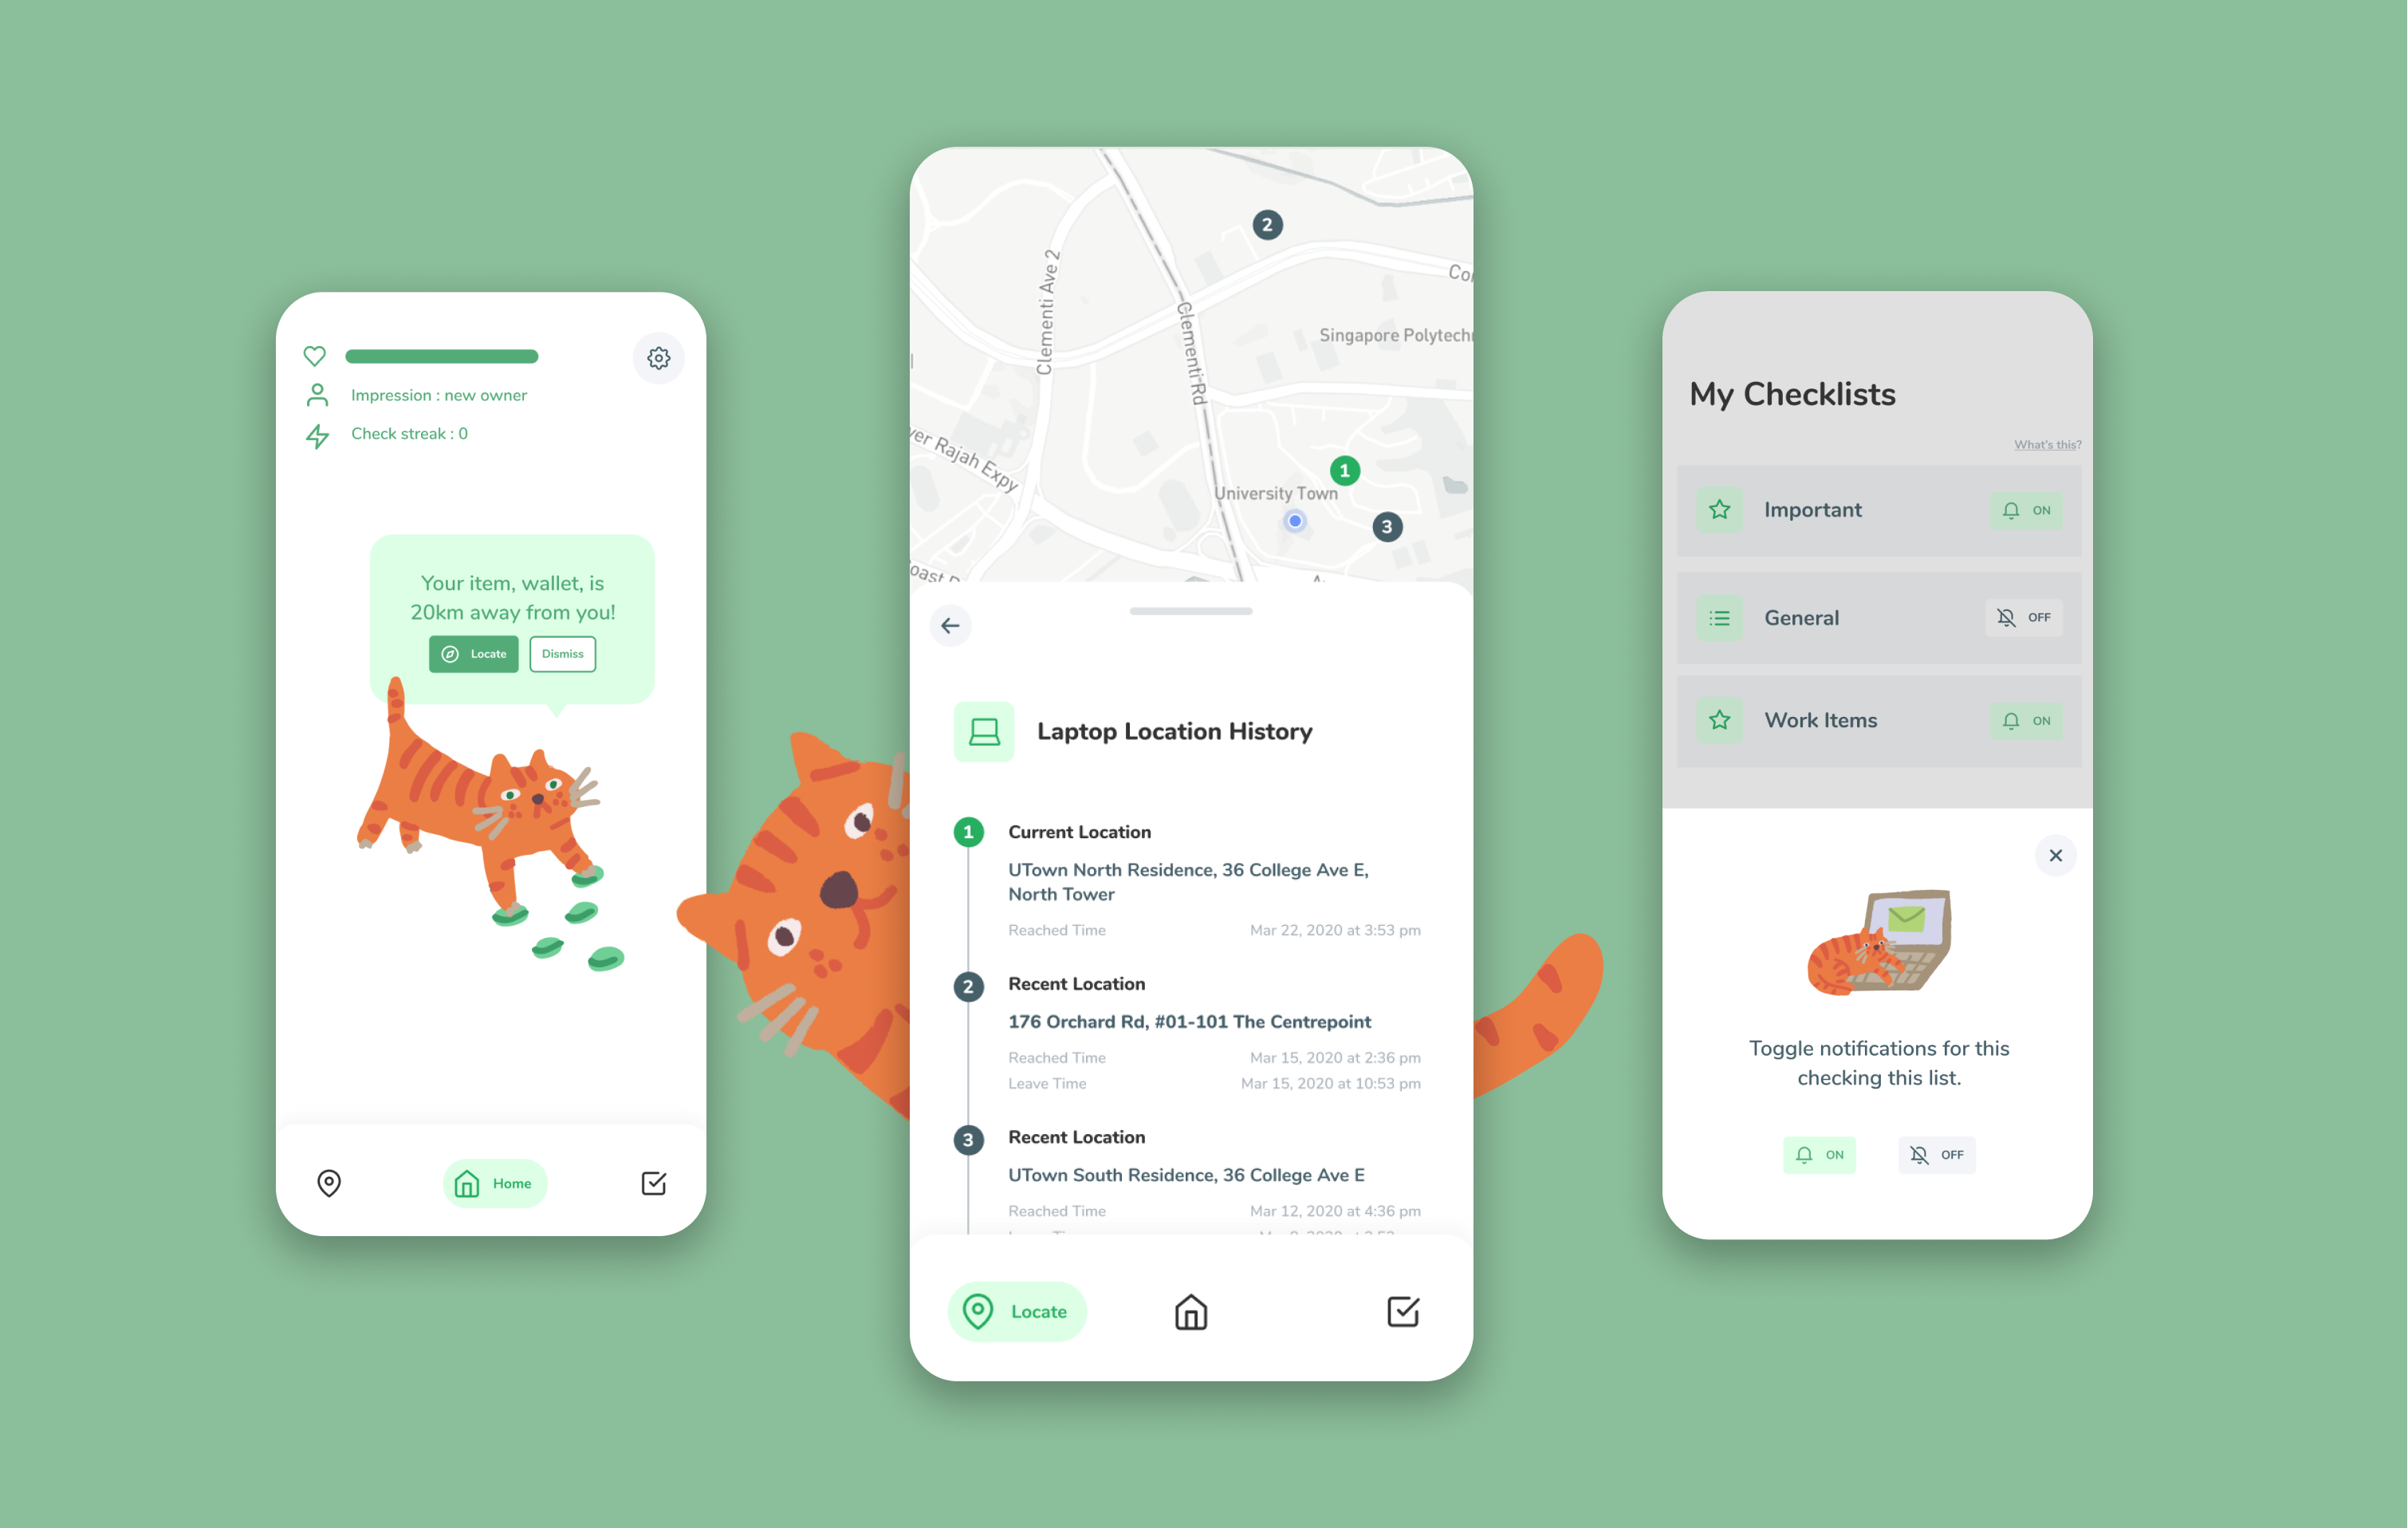 Impression : new owner
Check streak : 0
Your item, wallet, is
20km away from you!
Locate
Dismiss
Home
2
Clementi Ave 2
Clementi Rd
Singapore Polytech
1
University Town
3
Rajah Expy
Laptop Location History
1
Current Location
UTown North Residence, 36 College Ave E,
North Tower
Reached Time Mar 22, 2020 at 3:53 pm
2
Recent Location
176 Orchard Rd, #01-101 The Centrepoint
Reached Time Mar 15, 2020 at 2:36 pm
Leave Time Mar 15, 2020 at 10:53 pm
3
Recent Location
UTown South Residence, 36 College Ave E
Reached Time Mar 12, 2020 at 4:36 pm
Locate
My Checklists
What's this?
Important
ON
General
OFF
Work Items
ON
Toggle notifications for this
checking this list.
ON
OFF